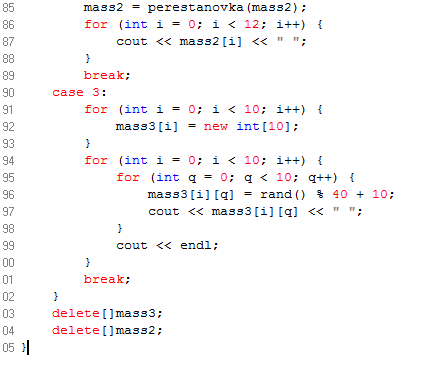 85 mass2 = perestanovka(mass2);
86 for (int i = 0; i < 12; i++) {
87 cout << mass2[i] << " ";
88 }
89 break;
90 case 3:
91 for (int i = 0; i < 10; i++) {
92 mass3[i] = new int[10];
93 }
94 for (int i = 0; i < 10; i++) {
95 for (int q = 0; q < 10; q++) {
96 mass3[i][q] = rand() % 40 + 10;
97 cout << mass3[i][q] << " ";
98 }
99 cout << endl;
00 }
01 break;
02 }
03 delete[]mass3;
04 delete[]mass2;
05 }